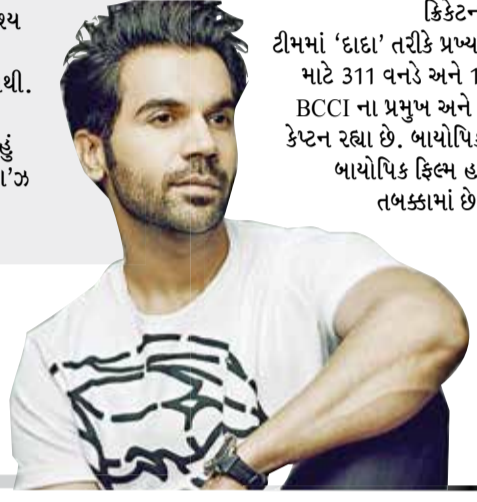 શ્ય
થી.
હું
ા’ઝ
ક્રિકેટન
ટીમમાં ‘દાદા’ તરીકે પ્રખ્ય
માટે 311 વનડે અને 1
BCCI ના પ્રમુખ અને
કેપ્ટન રહ્યા છે. બાયોપિક
બાયોપિક ફિલ્મ હ
તબક્કામાં છે